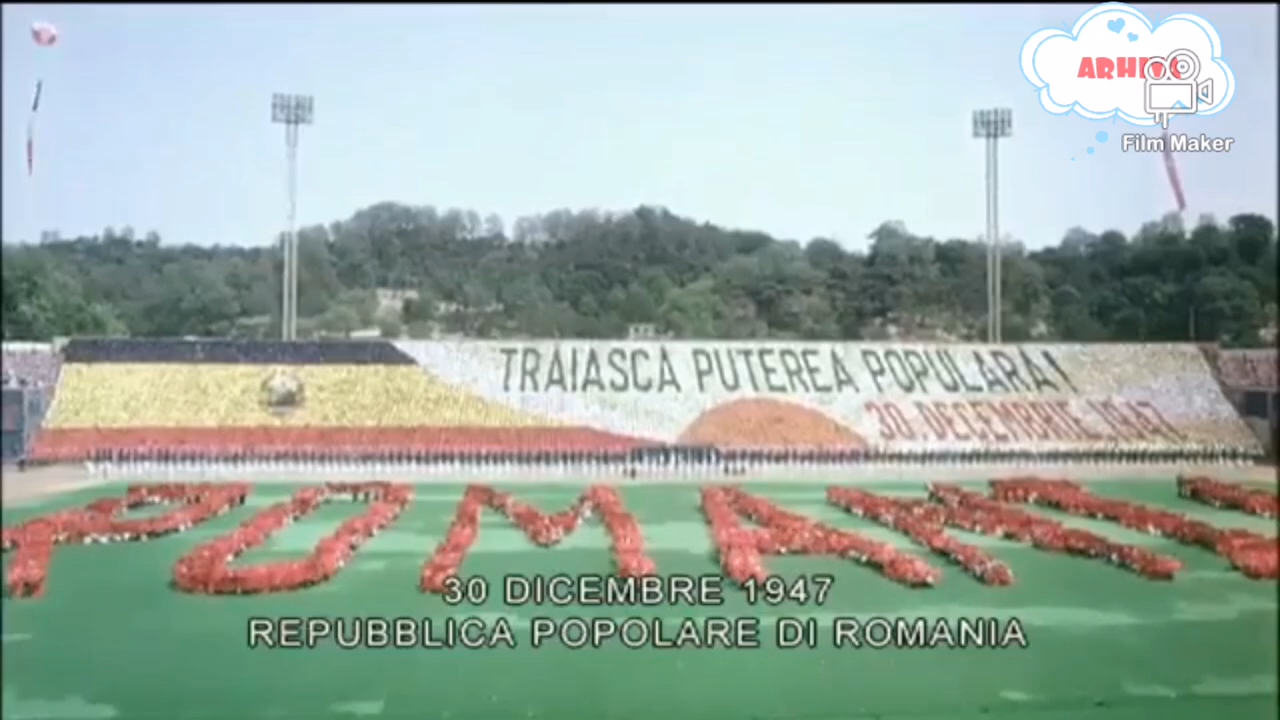 Film Maker
TRAIASCA PUTEREA POPULARA!
30. DECEMBRIE. 1947.
30 DICEMBRE 1947
REPUBBLICA POPOLARE DI ROMANIA